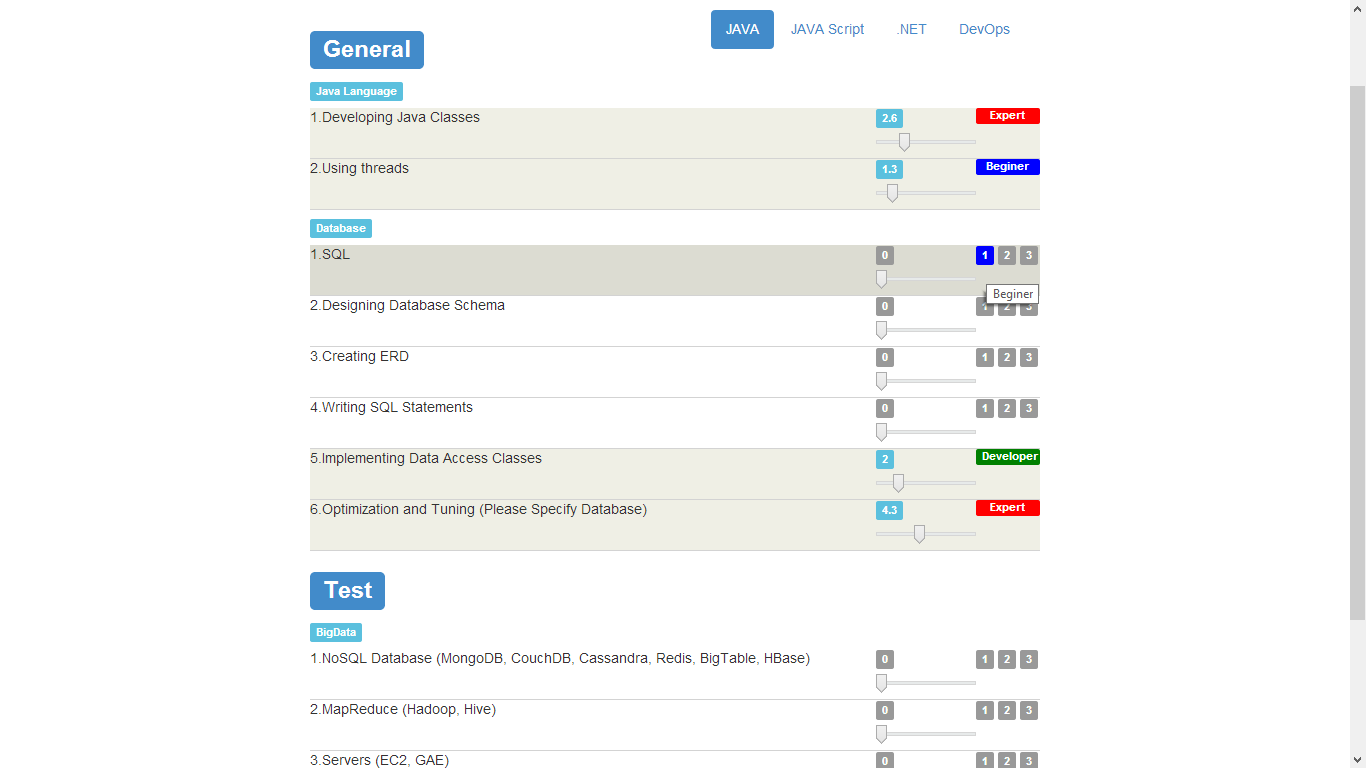 JAVA JAVA Script .NET DevOps
General
Java Language
1.Developing Java Classes 2.6 Expert
2.Using threads 1.3 Beginer
Database
1.SQL 0 1 2 3
Beginer
2.Designing Database Schema 0 1 2 3
3.Creating ERD 0 1 2 3
4.Writing SQL Statements 0 1 2 3
5.Implementing Data Access Classes 2 Developer
6.Optimization and Tuning (Please Specify Database) 4.3 Expert
Test
BigData
1.NoSQL Database (MongoDB, CouchDB, Cassandra, Redis, BigTable, HBase) 0 1 2 3
2.MapReduce (Hadoop, Hive) 0 1 2 3
3.Servers (EC2, GAE) 0 1 2 3